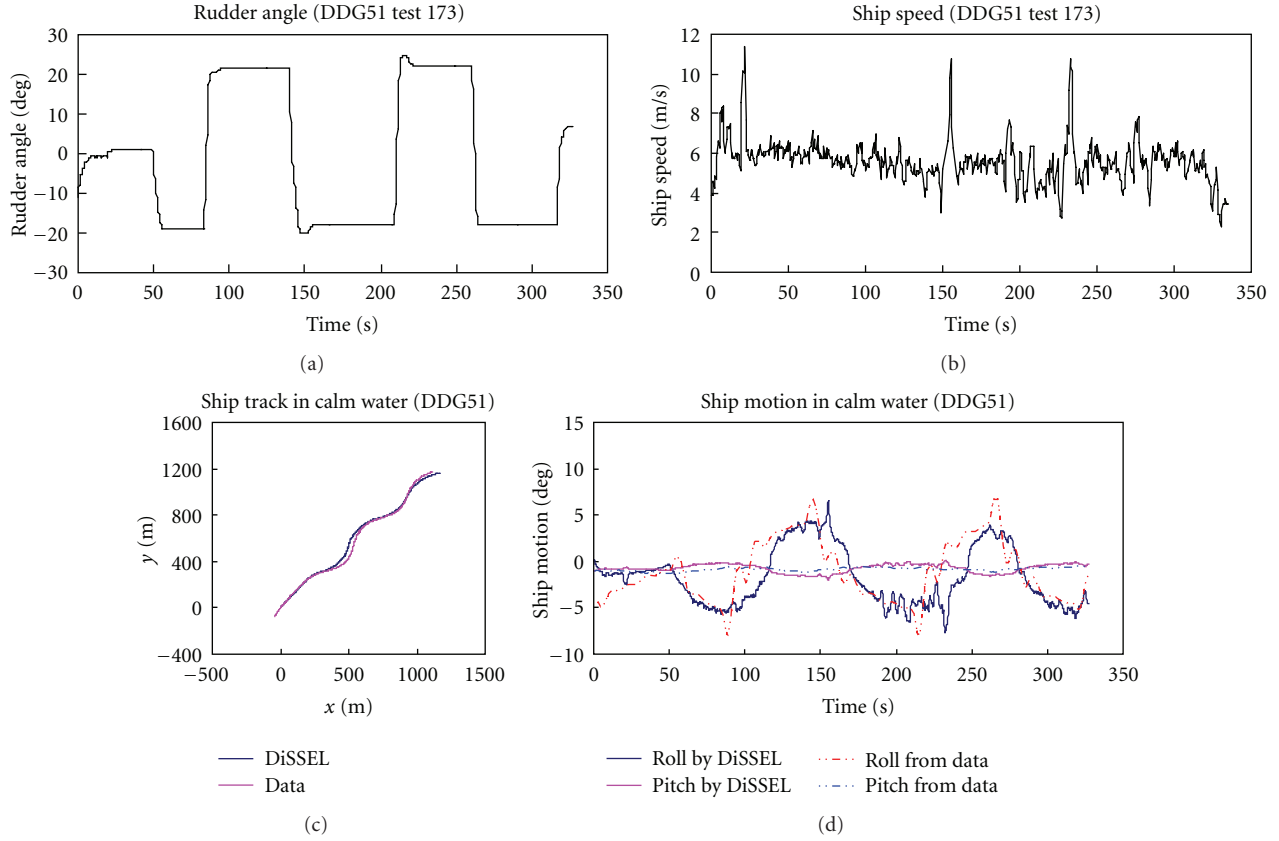 Rudder angle (DDG51 test 173)
30
20
10
0
−10
−20
−30
Rudder angle (deg)
0 50 100 150 200 250 300 350
Time (s)
(a)
Ship speed (DDG51 test 173)
12
10
8
6
4
2
0
Ship speed (m/s)
0 50 100 150 200 250 300 350
Time (s)
(b)
Ship track in calm water (DDG51)
1600
1200
800
400
0
−400
y (m)
−500 0 500 1000 1500
x (m)
DiSSEL
Data
(c)
Ship motion in calm water (DDG51)
15
10
5
0
−5
−10
Ship motion (deg)
0 50 100 150 200 250 300 350
Time (s)
Roll by DiSSEL
Pitch by DiSSEL
Roll from data
Pitch from data
(d)